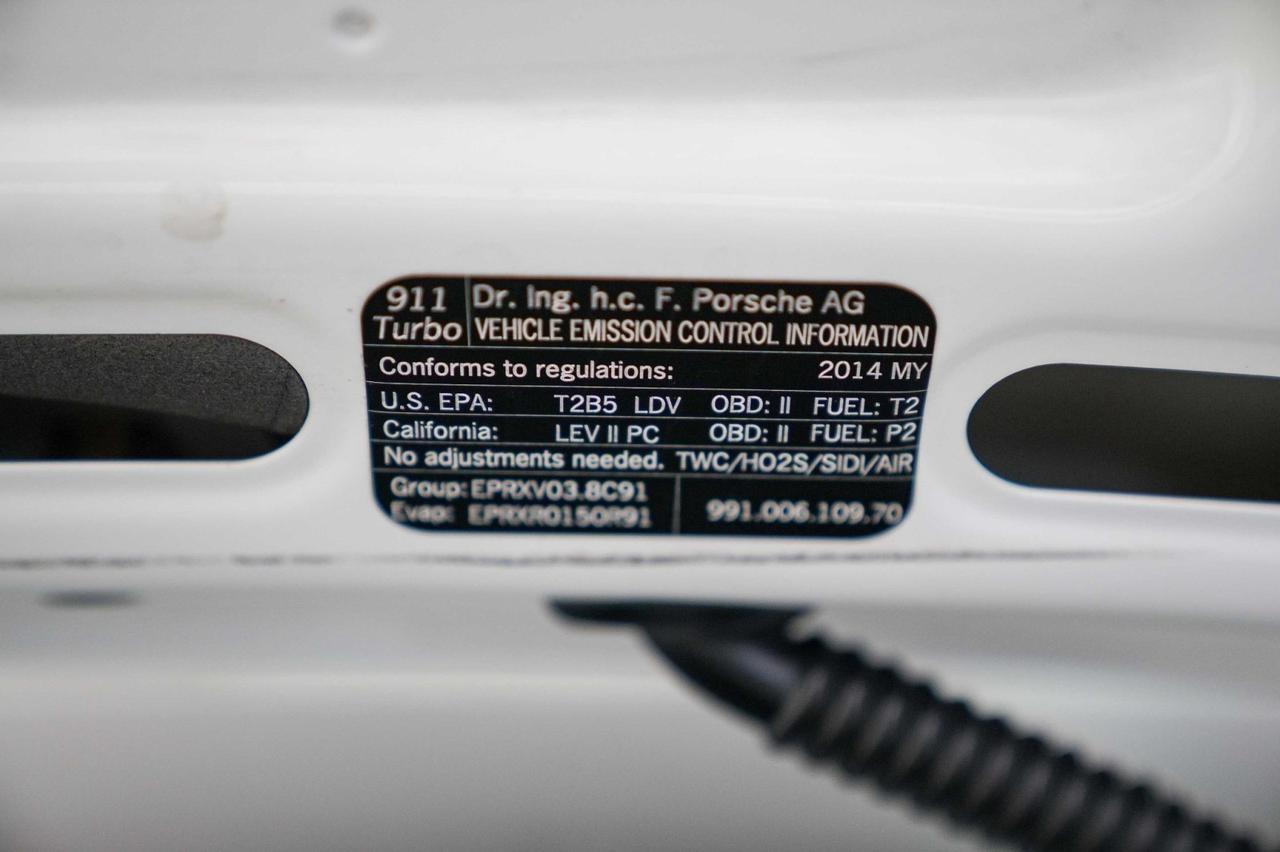 911 Dr. Ing. h.c. F. Porsche AG
Turbo VEHICLE EMISSION CONTROL INFORMATION
Conforms to regulations: 2014 MY
U.S. EPA: T2B5 LDV OBD: II FUEL: T2
California: LEV II PC OBD: II FUEL: P2
No adjustments needed. TWC/HO2S/SIDI/AIR
Group: EPRXV03.8C91
Evap: EPRXR0150R91 991.006.109.70